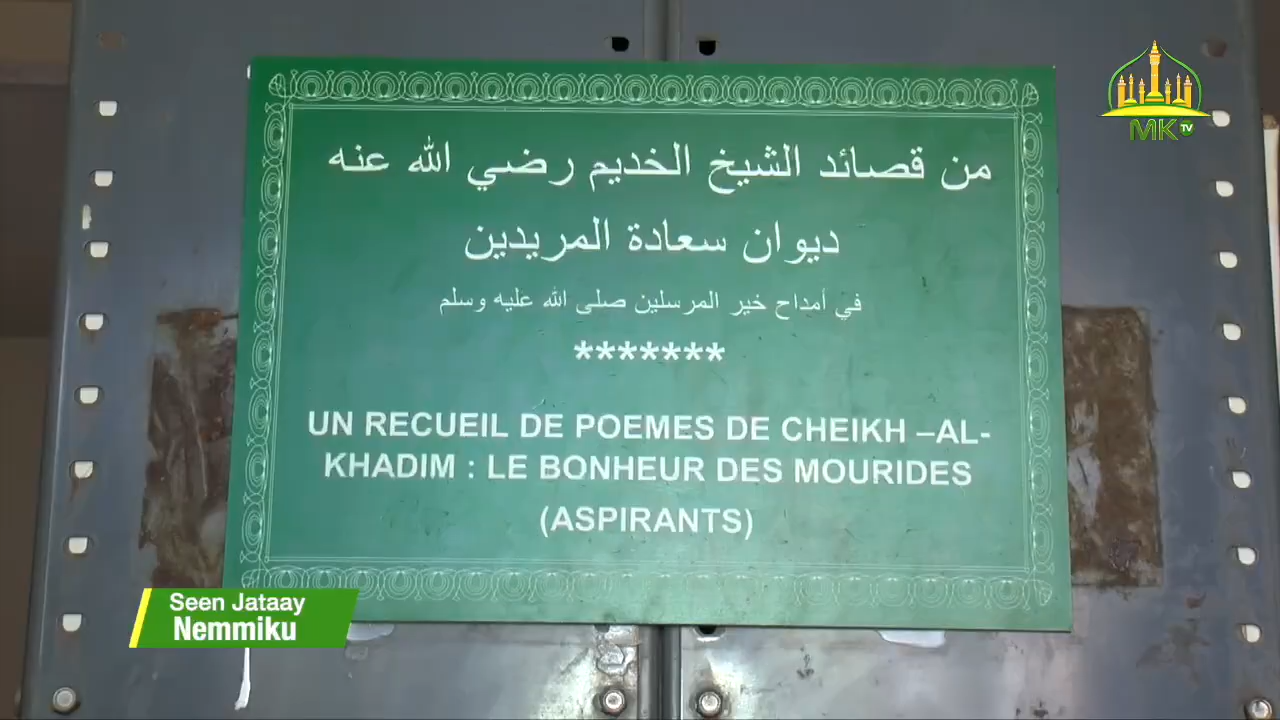 MK TV
من قصائد الشيخ الخديم رضي الله عنه
ديوان سعادة المريدين
في أمداح خير المرسلين صلى الله عليه وسلم
*******
UN RECUEIL DE POEMES DE CHEIKH –AL-
KHADIM : LE BONHEUR DES MOURIDES
(ASPIRANTS)
Seen Jataay
Nemmiku